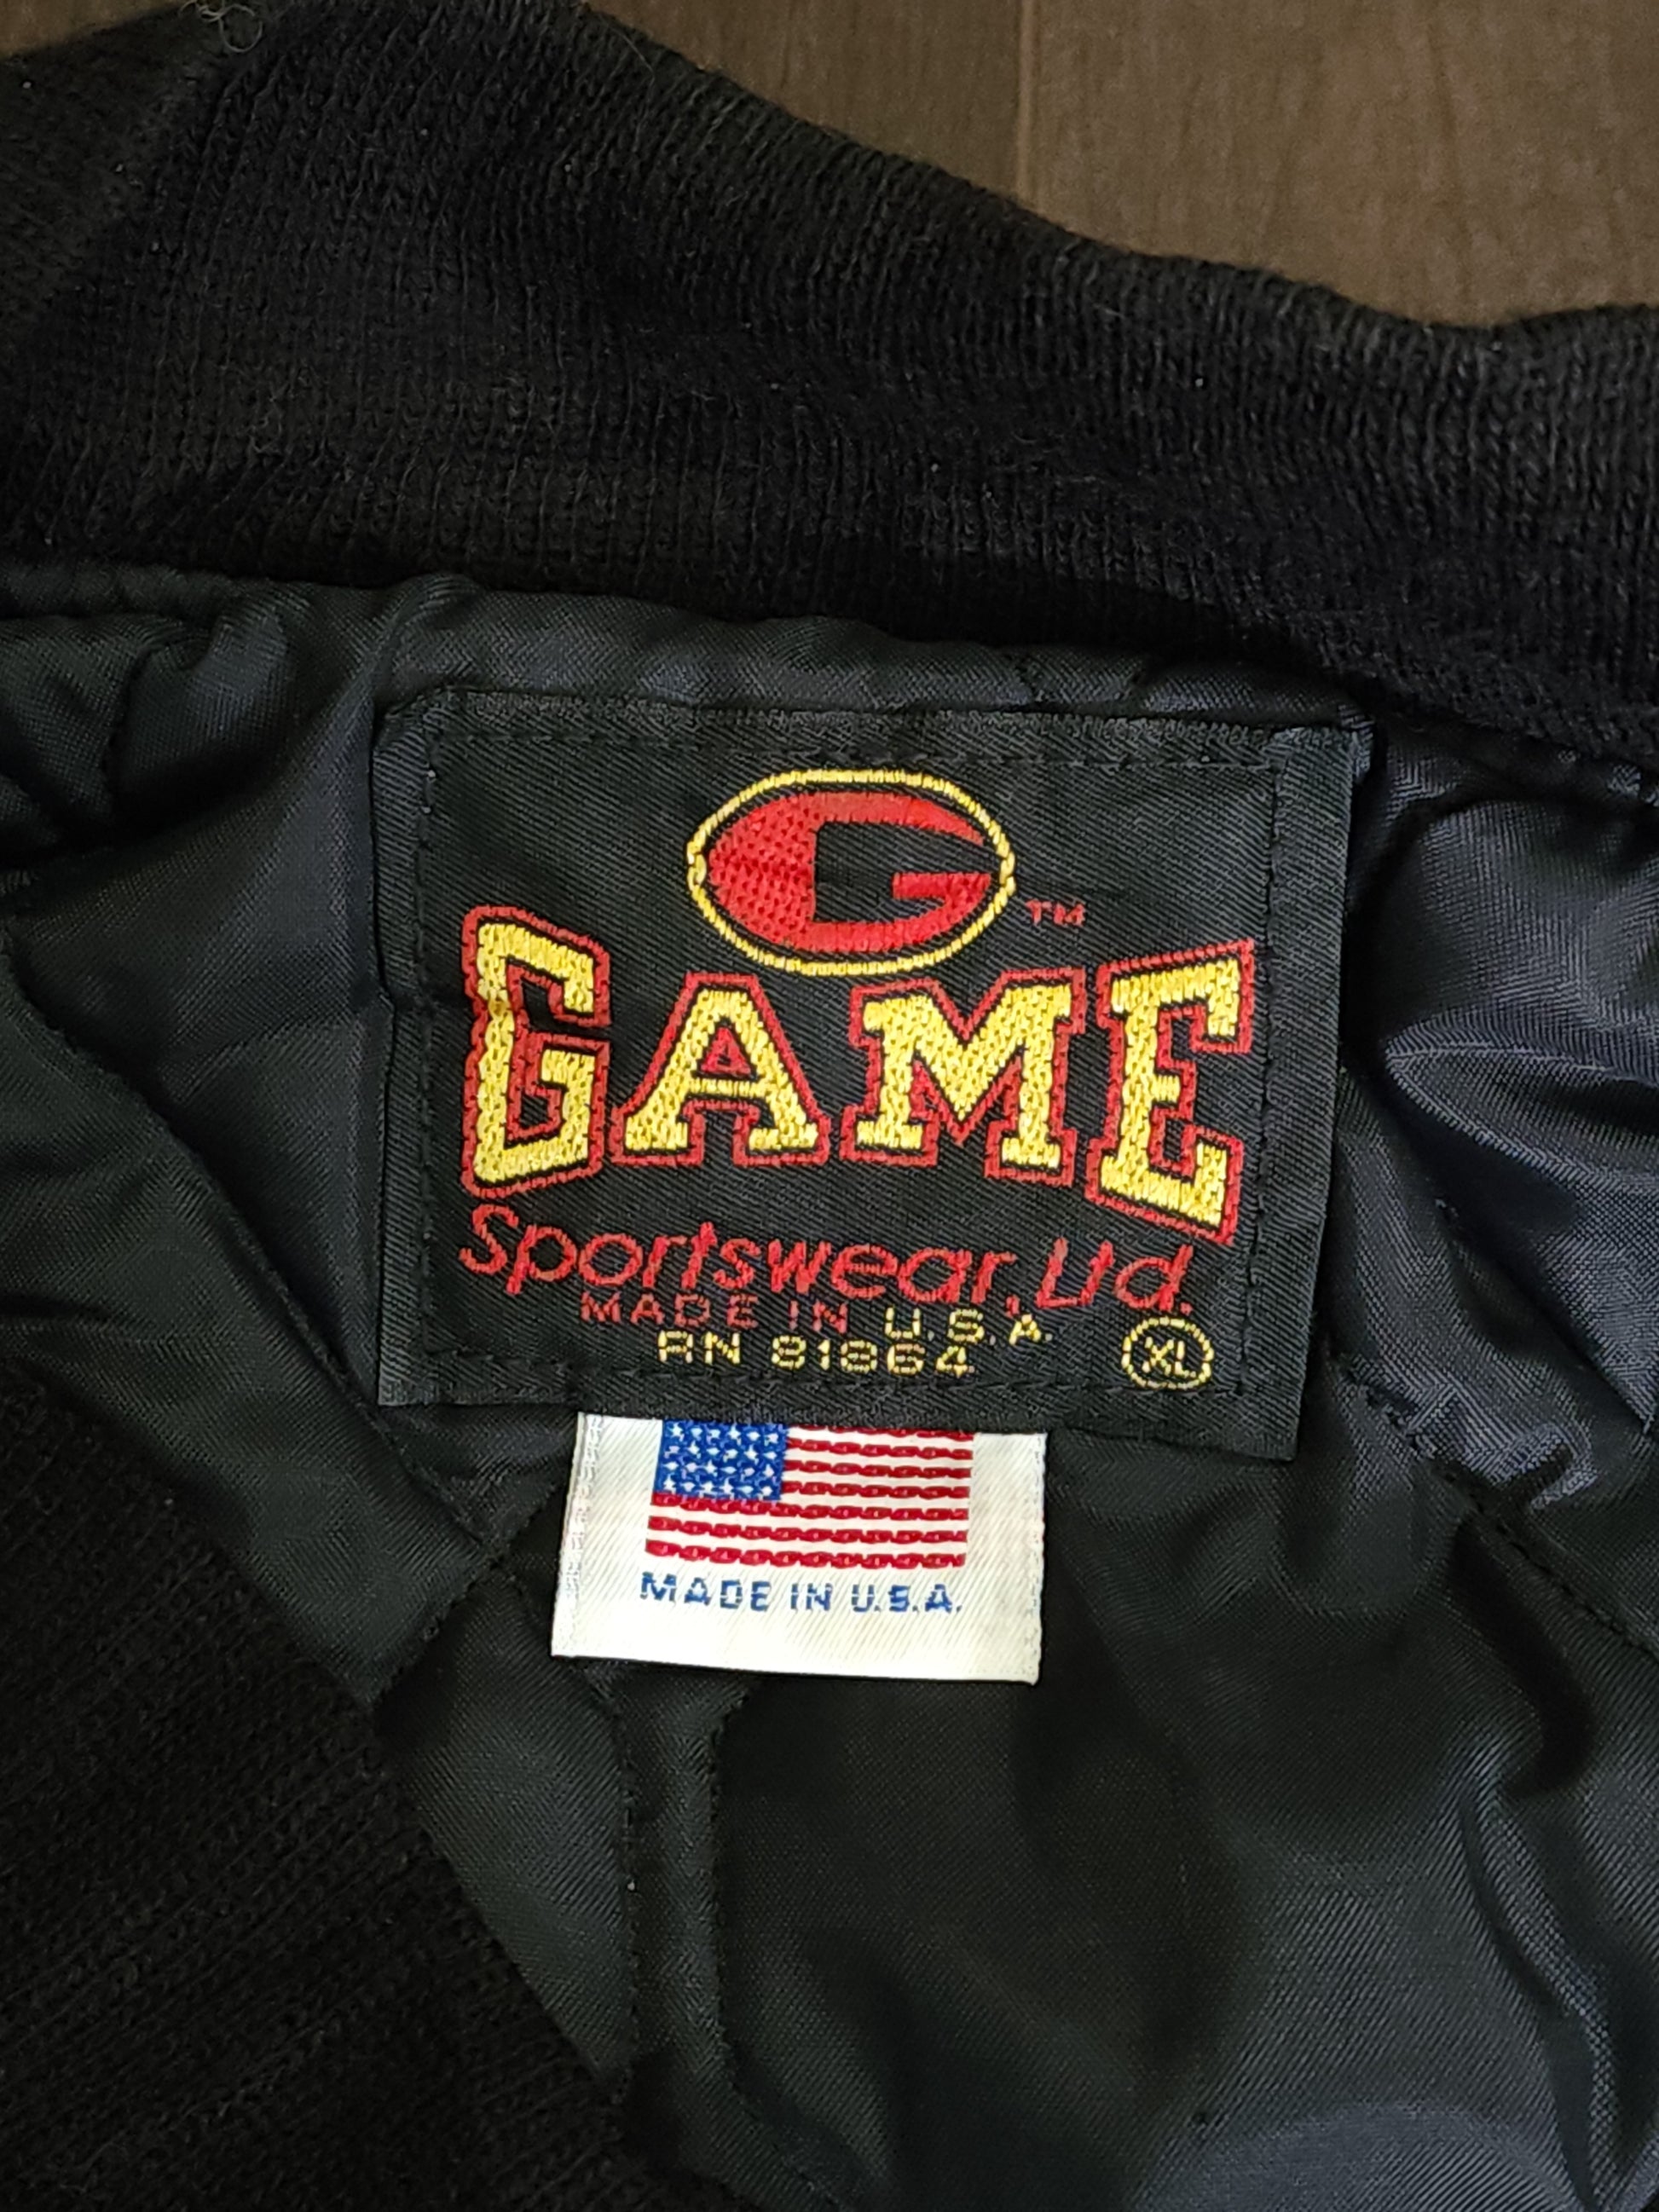 G
TM
GAME
Sportswear, Ltd.
MADE IN U.S.A.
RN 81864
XL
MADE IN U.S.A.